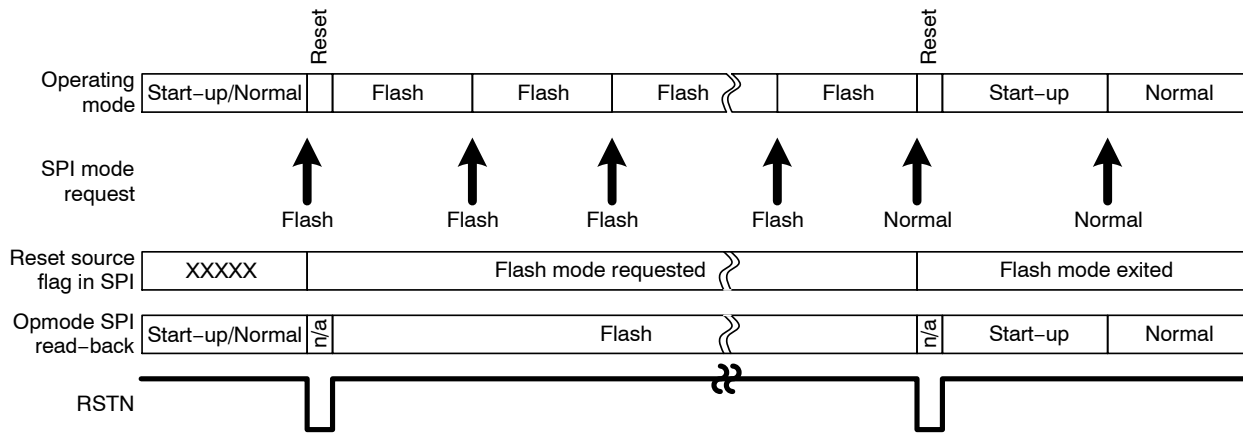 Reset
Reset
Operating
mode
Start−up/Normal
Flash
Flash
Flash
Flash
Start−up
Normal
SPI mode
request
Flash
Flash
Flash
Flash
Normal
Normal
Reset source
flag in SPI
XXXXX
Flash mode requested
Flash mode exited
Opmode SPI
read−back
Start−up/Normal
n/a
Flash
n/a
Start−up
Normal
RSTN